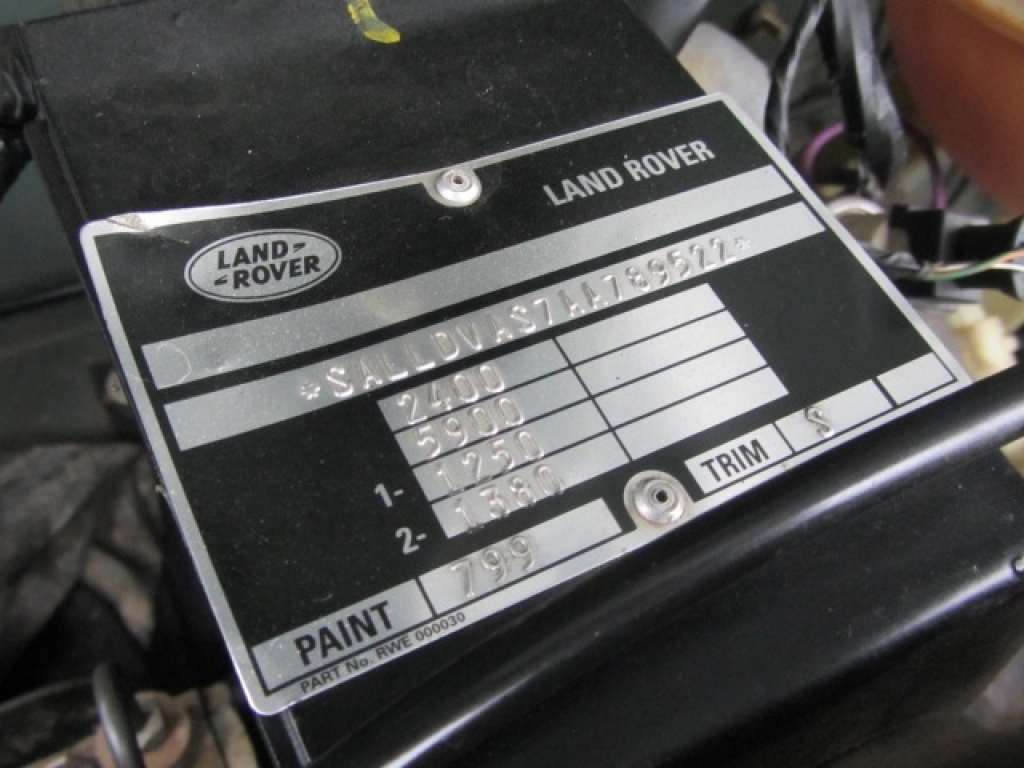 LAND ROVER
LAND-
-ROVER
*SALLDVAS7AA789522*
2400
5900
1- 1250
2- 1380
TRIM S
PAINT 799
PART No. RWE 000030